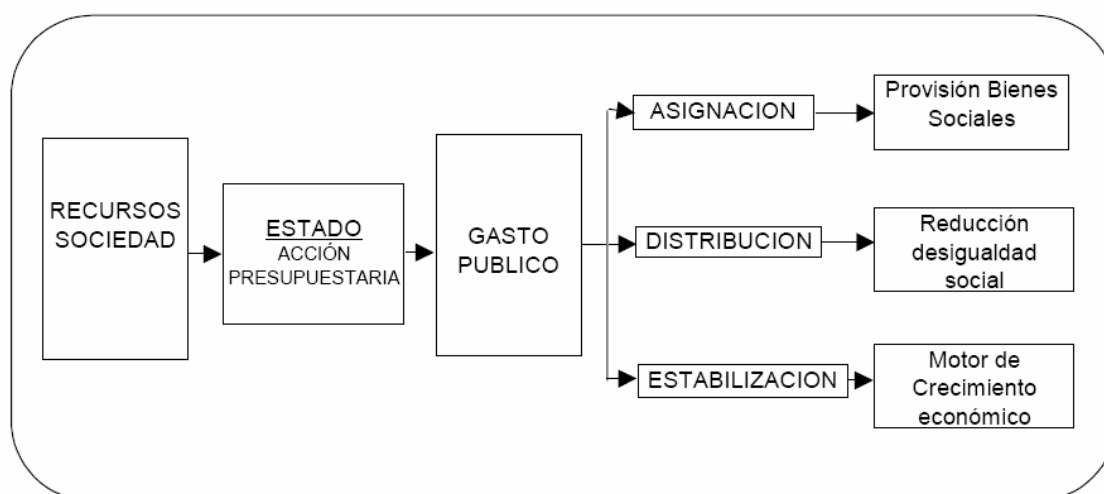 RECURSOS
SOCIEDAD
ESTADO
ACCIÓN
PRESUPUESTARIA
GASTO
PUBLICO
ASIGNACION
Provisión Bienes
Sociales
DISTRIBUCION
Reducción
desigualdad
social
ESTABILIZACION
Motor de
Crecimiento
económico